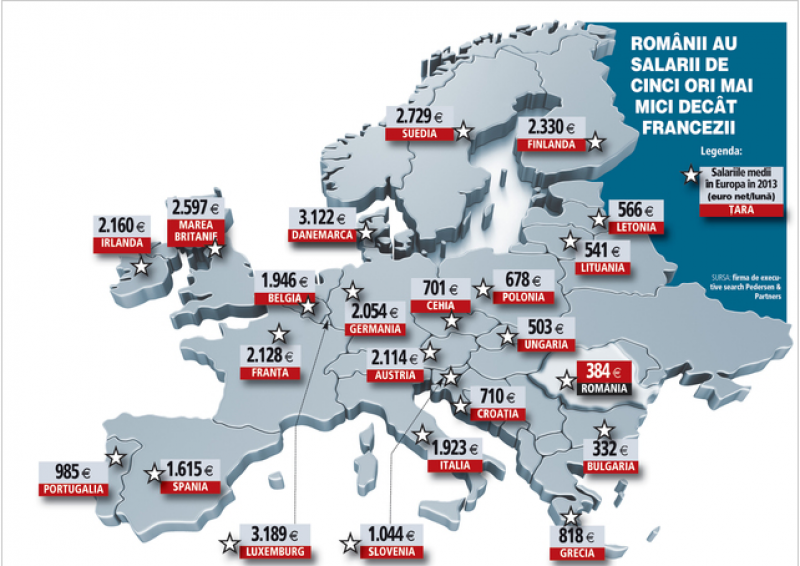 ROMÂNII AU
SALARII DE
CINCI ORI MAI
MICI DECÂT
FRANCEZII
Legenda:
Salariile medii
în Europa în 2013
(euro net/lună)
ȚARA
SURSA: firma de execu-
tive search Pedersen &
Partners
2.729 €
SUEDIA
2.330 €
FINLANDA
2.160 €
IRLANDA
2.597 €
MAREA
BRITANIE
3.122 €
DANEMARCA
566 €
LETONIA
541 €
LITUANIA
1.946 €
BELGIA
2.054 €
GERMANIA
701 €
CEHIA
678 €
POLONIA
503 €
UNGARIA
2.128 €
FRANȚA
2.114 €
AUSTRIA
384 €
ROMÂNIA
710 €
CROAȚIA
1.923 €
ITALIA
332 €
BULGARIA
985 €
PORTUGALIA
1.615 €
SPANIA
3.189 €
LUXEMBURG
1.044 €
SLOVENIA
818 €
GRECIA